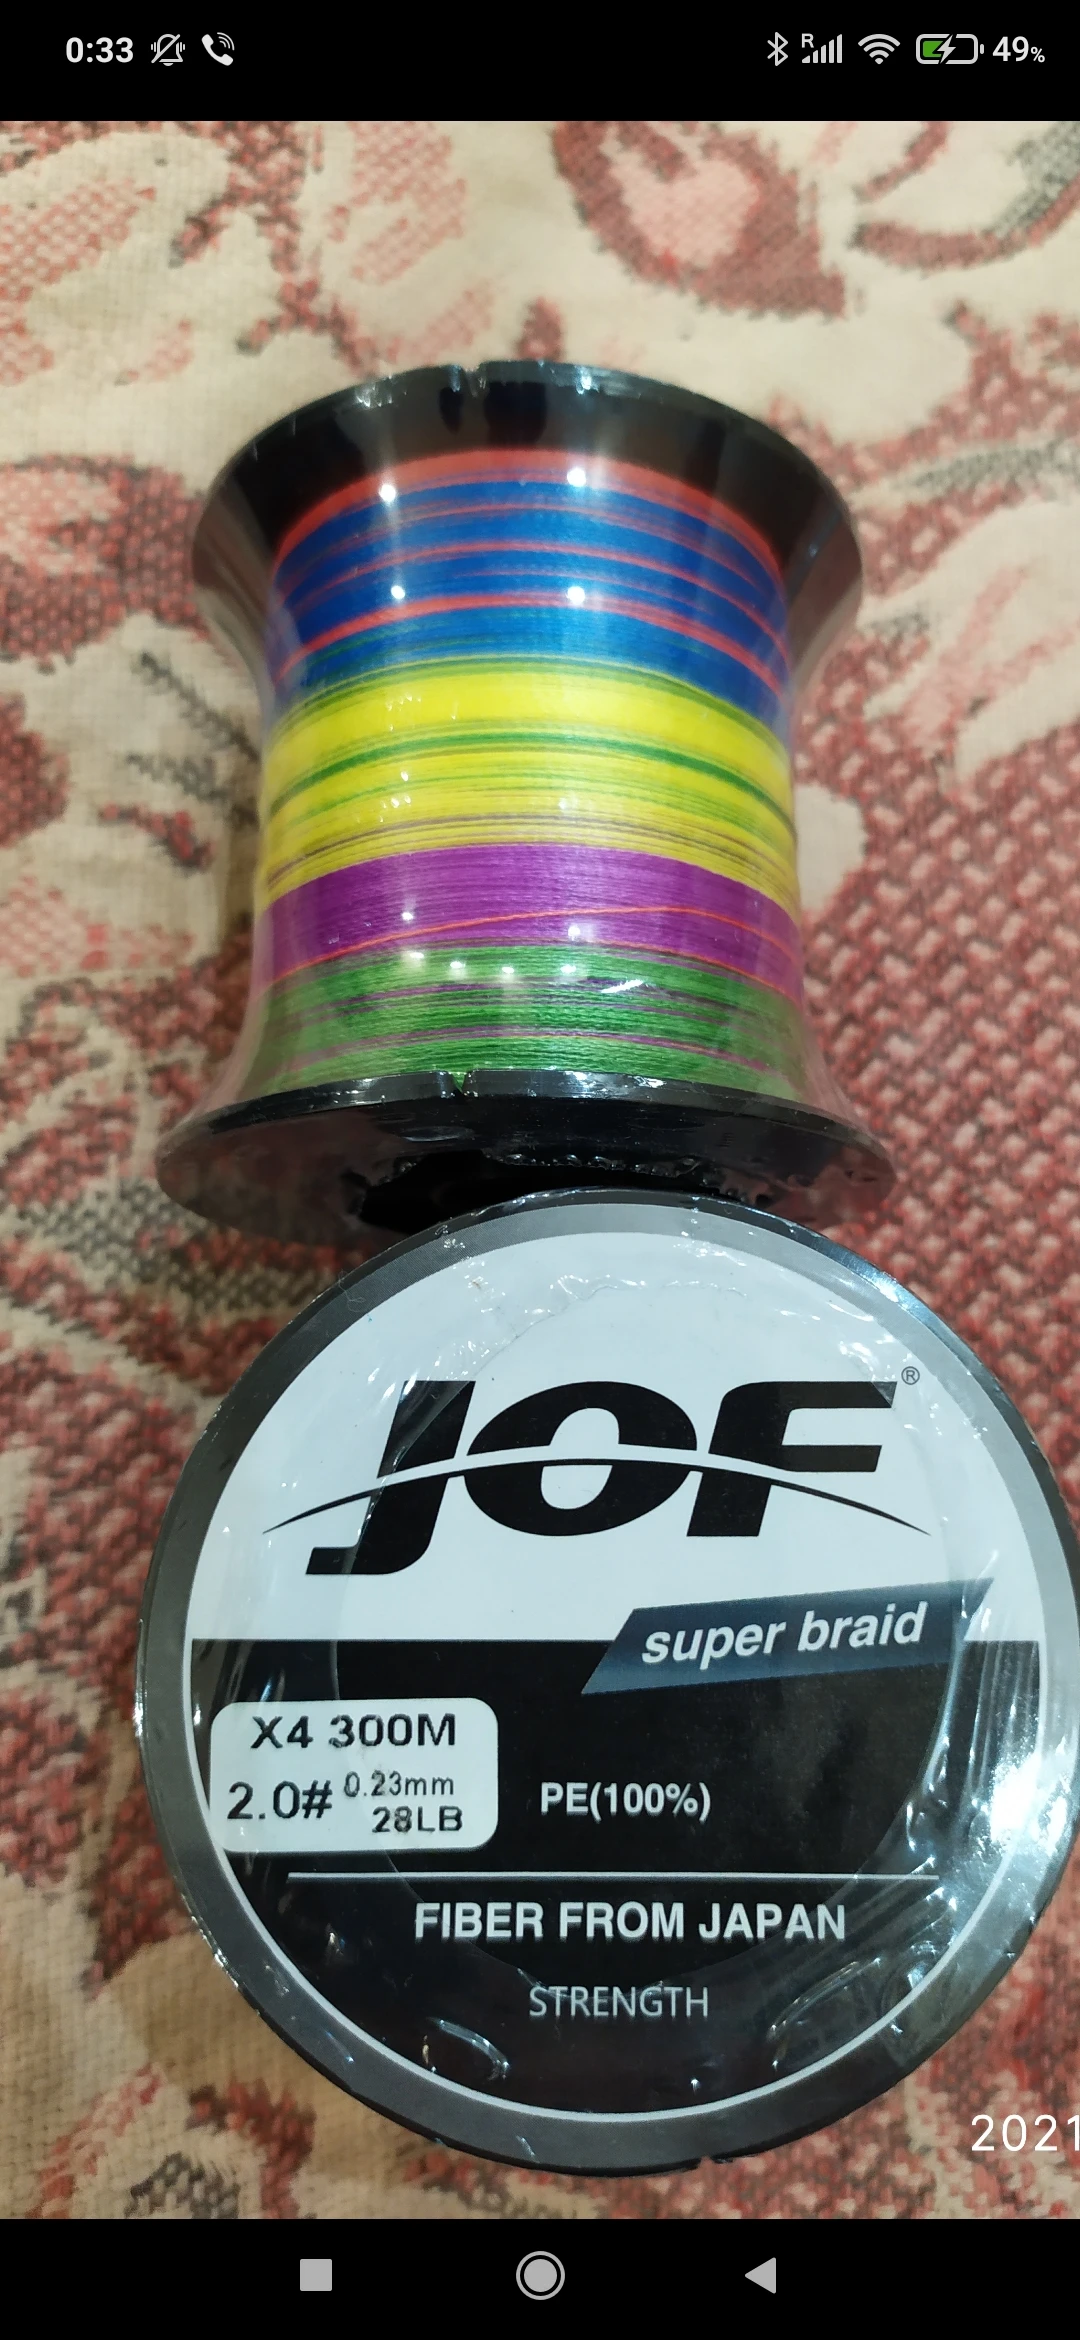 0:33
R
49%
JOF®
super braid
X4 300M
2.0# 0.23mm
28LB
PE(100%)
FIBER FROM JAPAN
STRENGTH
2021